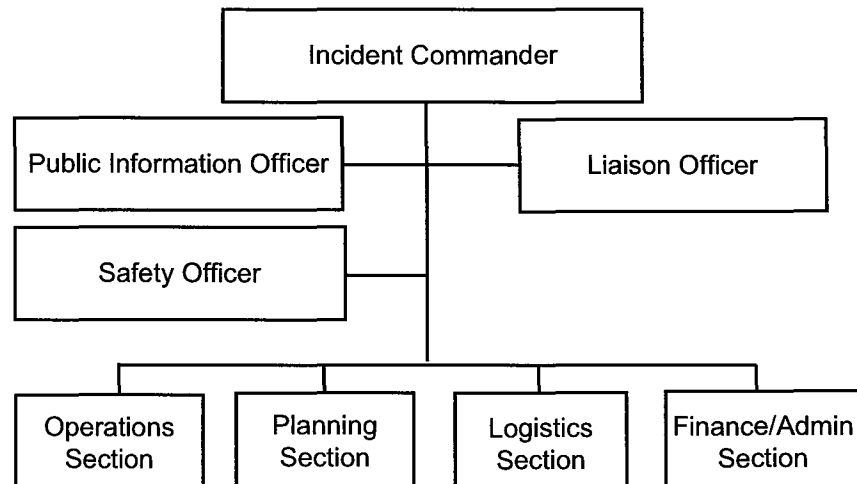 Incident Commander
Public Information Officer
Liaison Officer
Safety Officer
Operations
Section
Planning
Section
Logistics
Section
Finance/Admin
Section